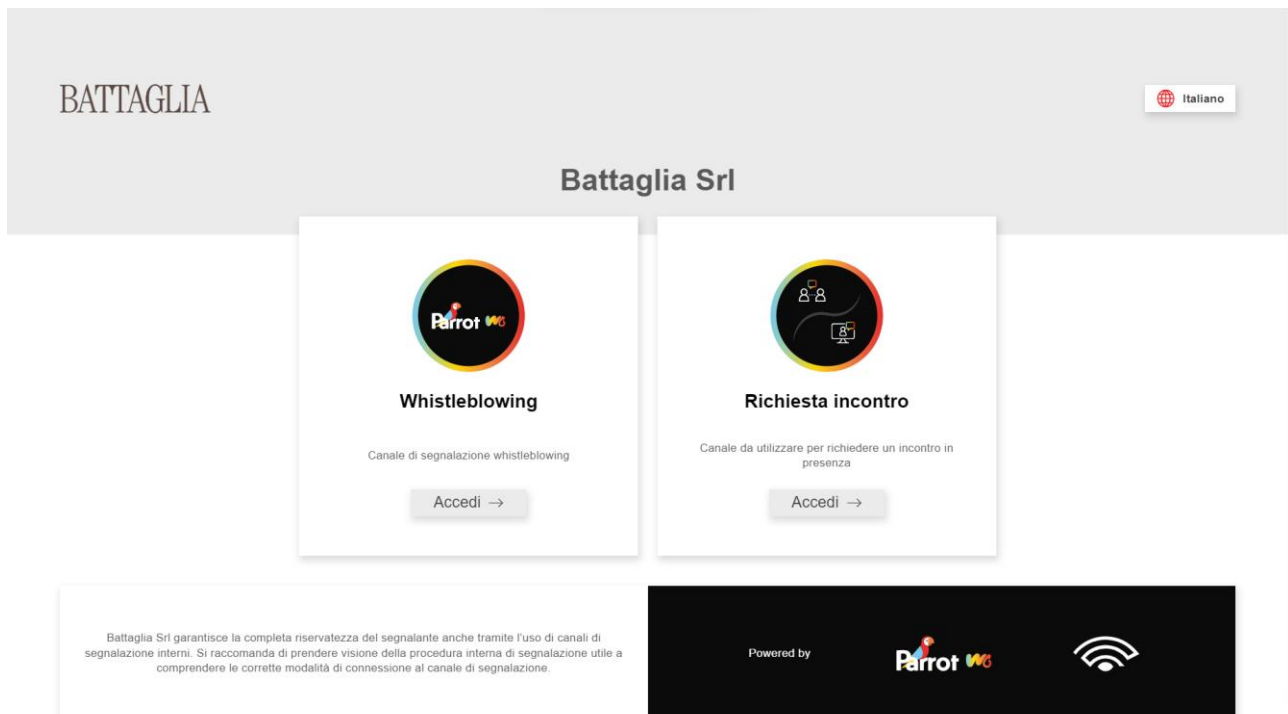 BATTAGLIA
Italiano
Battaglia Srl
Parrot WB
Whistleblowing
Canale di segnalazione whistleblowing
Accedi →
Richiesta incontro
Canale da utilizzare per richiedere un incontro in
presenza
Accedi →
Battaglia Srl garantisce la completa riservatezza del segnalante anche tramite l'uso di canali di
segnalazione interni. Si raccomanda di prendere visione della procedura interna di segnalazione utile a
comprendere le corrette modalità di connessione al canale di segnalazione.
Powered by
Parrot WB